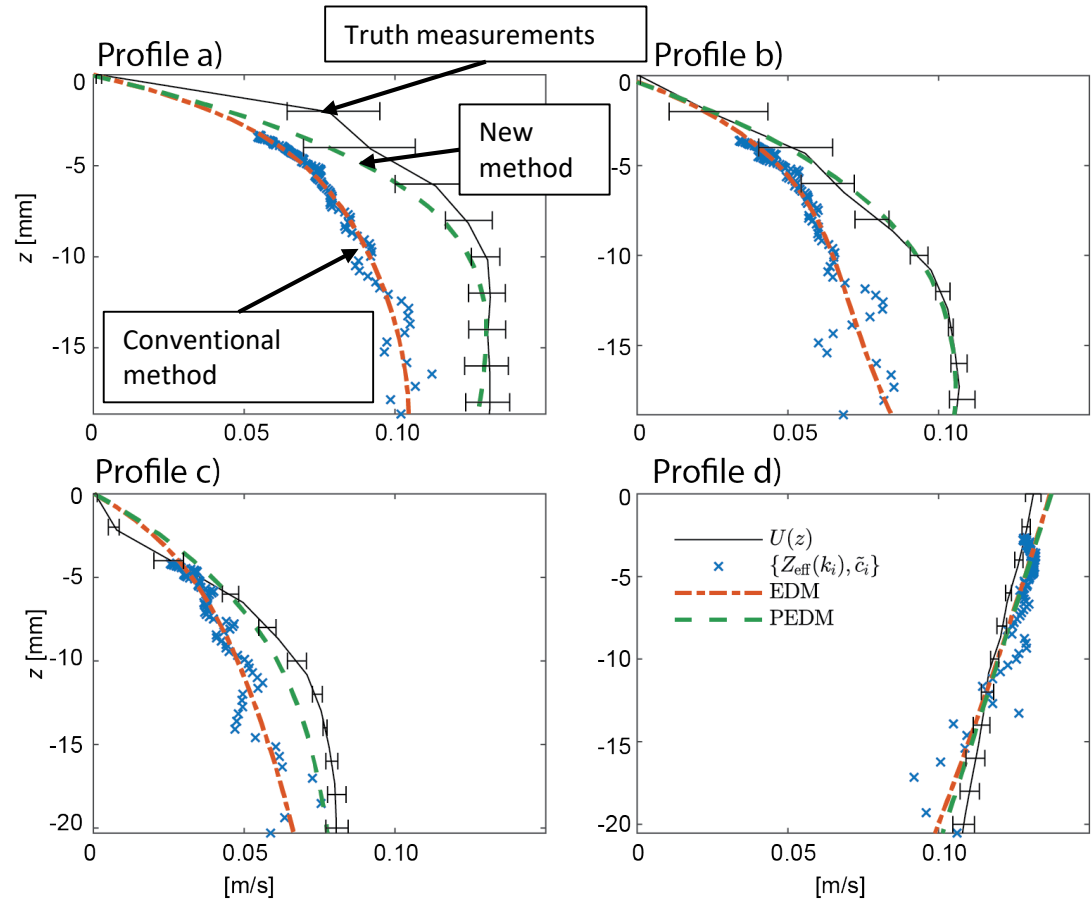 Truth measurements
Profile a)
Profile b)
New
method
Conventional
method
0
-5
-10
-15
z [mm]
0
0.05
0.10
0
-5
-10
-15
0
0.05
0.10
Profile c)
Profile d)
0
-5
-10
-15
-20
z [mm]
0
0.05
0.10
[m/s]
0
-5
-10
-15
-20
U(z)
{Z_eff(k_i), c̃_i}
EDM
PEDM
0
0.05
0.10
[m/s]